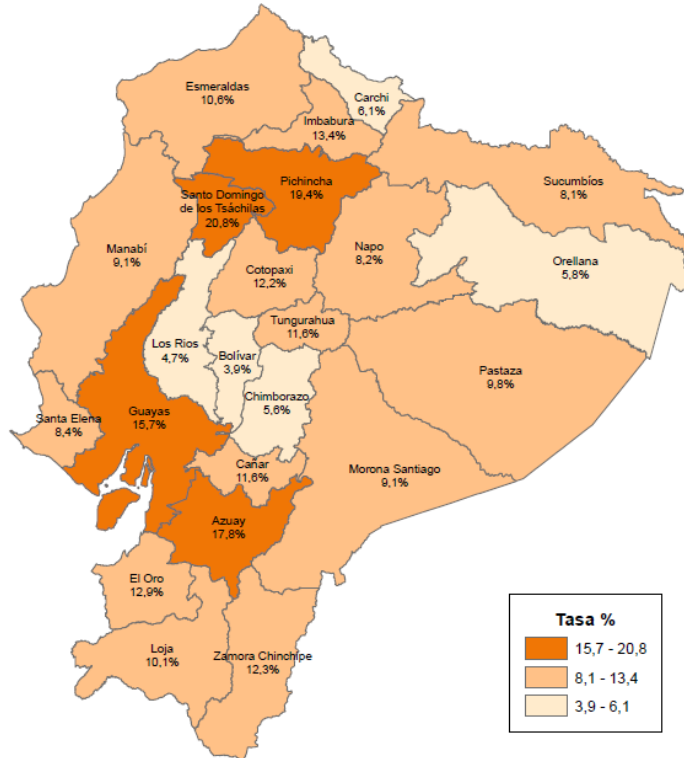 Esmeraldas
10,6%
Carchi
6,1%
Imbabura
13,4%
Pichincha
19,4%
Sucumbíos
8,1%
Santo Domingo
de los Tsáchilas
20,8%
Manabí
9,1%
Napo
8,2%
Orellana
5,8%
Cotopaxi
12,2%
Tungurahua
11,6%
Los Rios
4,7%
Bolívar
3,9%
Pastaza
9,8%
Chimborazo
5,6%
Santa Elena
8,4%
Guayas
15,7%
Cañar
11,6%
Morona Santiago
9,1%
Azuay
17,8%
El Oro
12,9%
Loja
10,1%
Zamora Chinchipe
12,3%
Tasa %
15,7 - 20,8
8,1 - 13,4
3,9 - 6,1